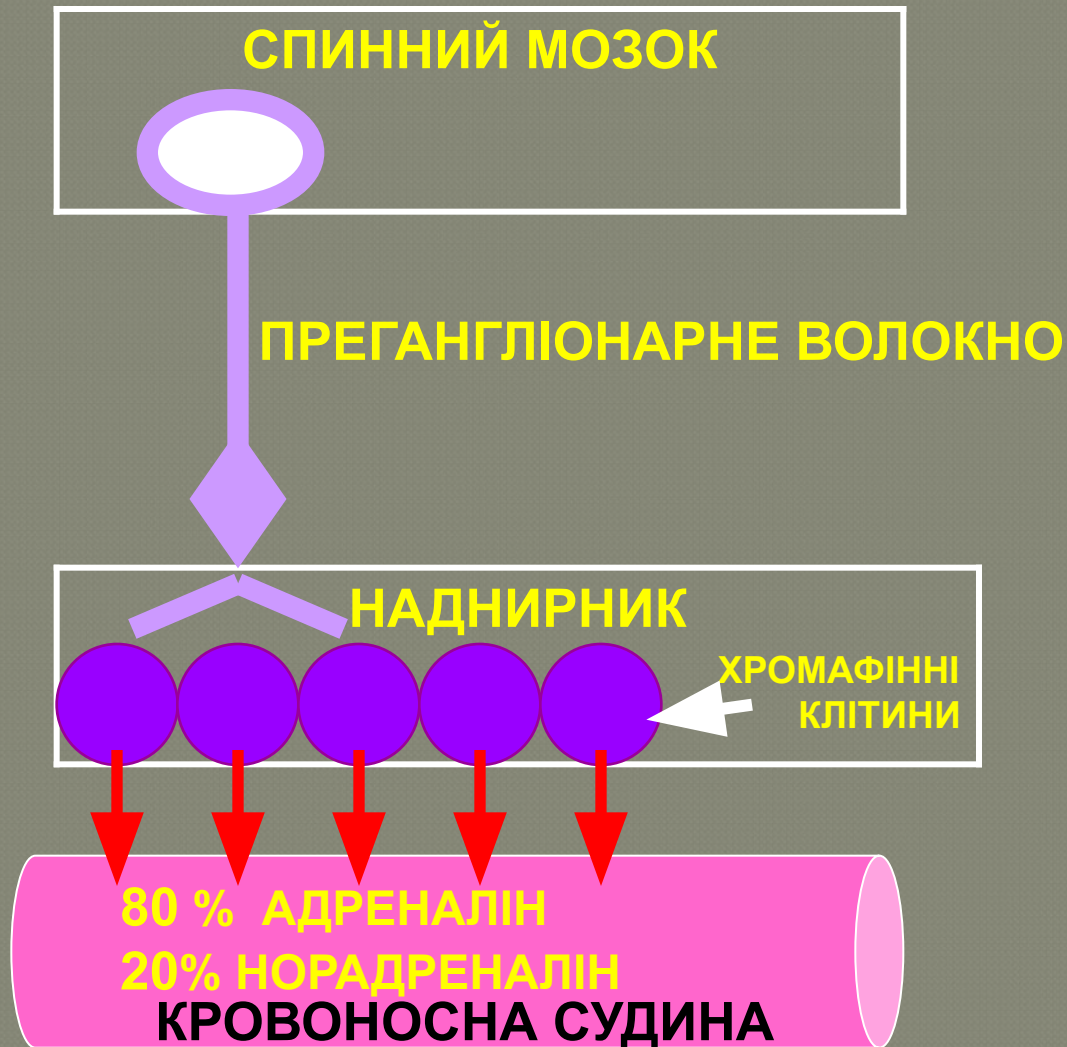 СПИННИЙ МОЗОК
ПРЕГАНГЛІОНАРНЕ ВОЛОКНО
НАДНИРНИК
ХРОМАФІННІ
КЛІТИНИ
80 % АДРЕНАЛІН
20% НОРАДРЕНАЛІН
КРОВОНОСНА СУДИНА